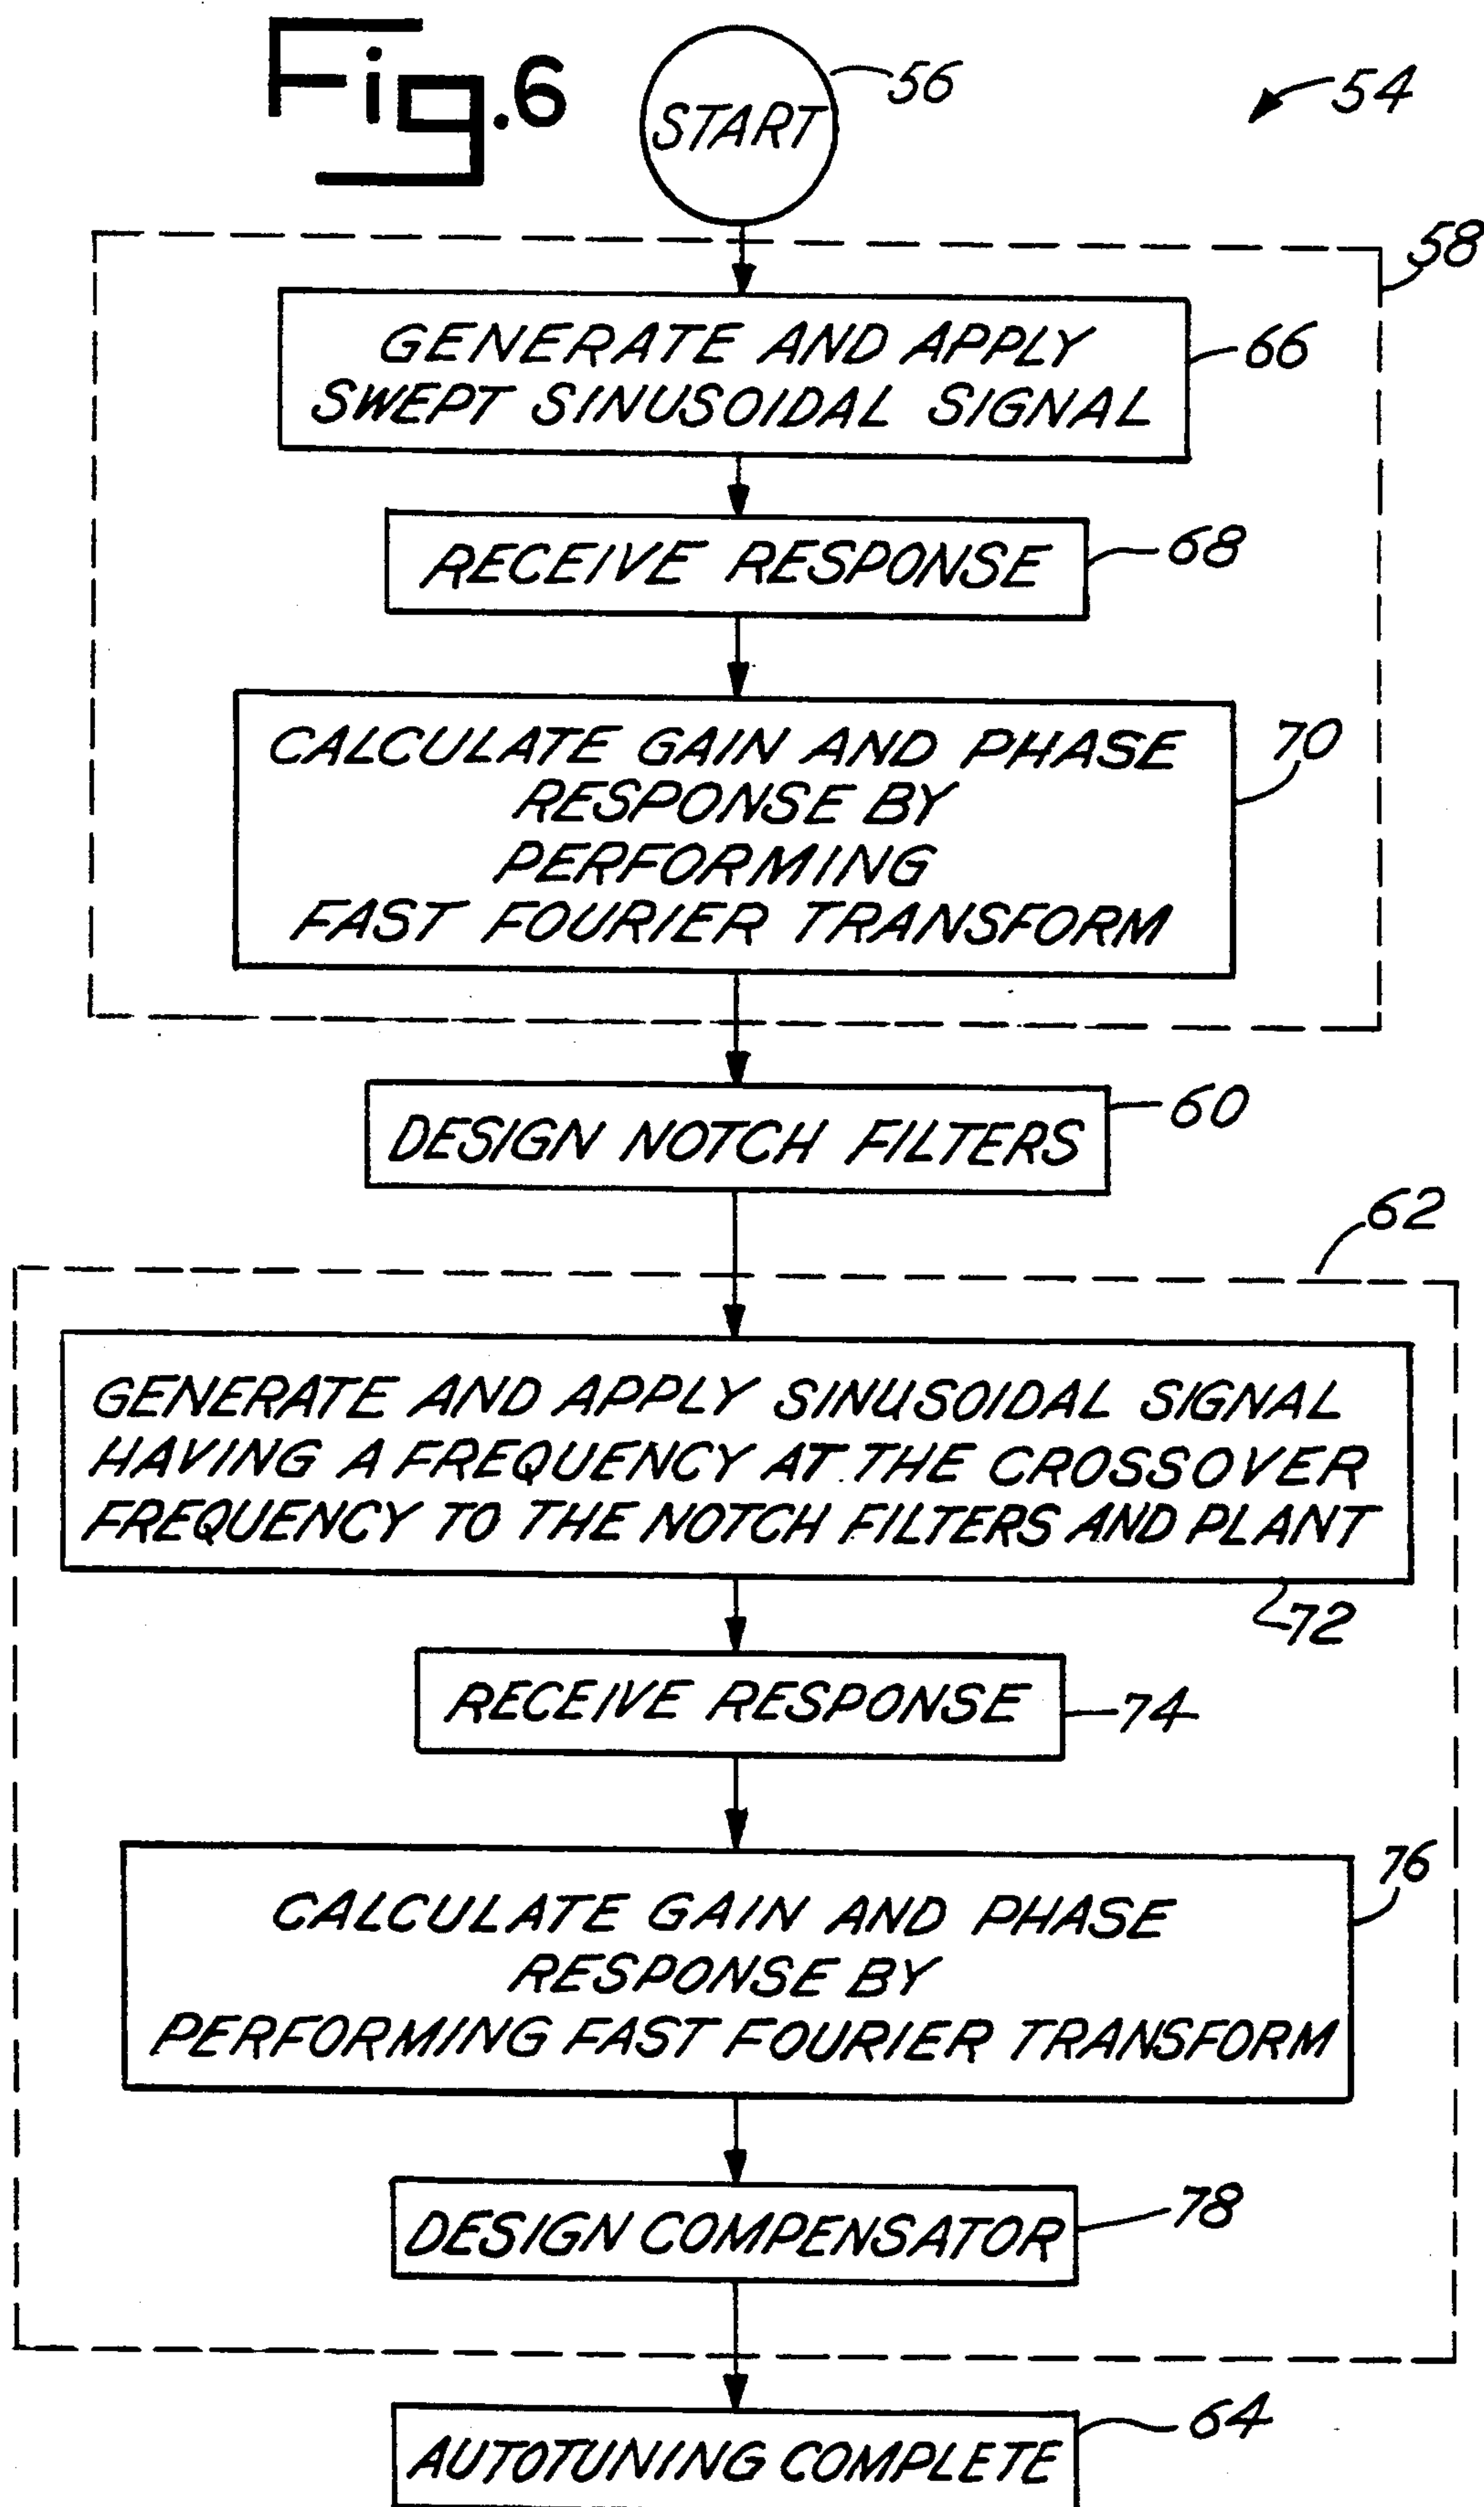 Fig.6
START
56
54
58
GENERATE AND APPLY
SWEPT SINUSOIDAL SIGNAL
66
RECEIVE RESPONSE
68
CALCULATE GAIN AND PHASE
RESPONSE BY
PERFORMING
FAST FOURIER TRANSFORM
70
DESIGN NOTCH FILTERS
60
62
GENERATE AND APPLY SINUSOIDAL SIGNAL
HAVING A FREQUENCY AT THE CROSSOVER
FREQUENCY TO THE NOTCH FILTERS AND PLANT
72
RECEIVE RESPONSE
74
CALCULATE GAIN AND PHASE
RESPONSE BY
PERFORMING FAST FOURIER TRANSFORM
76
DESIGN COMPENSATOR
78
AUTOTUNING COMPLETE
64